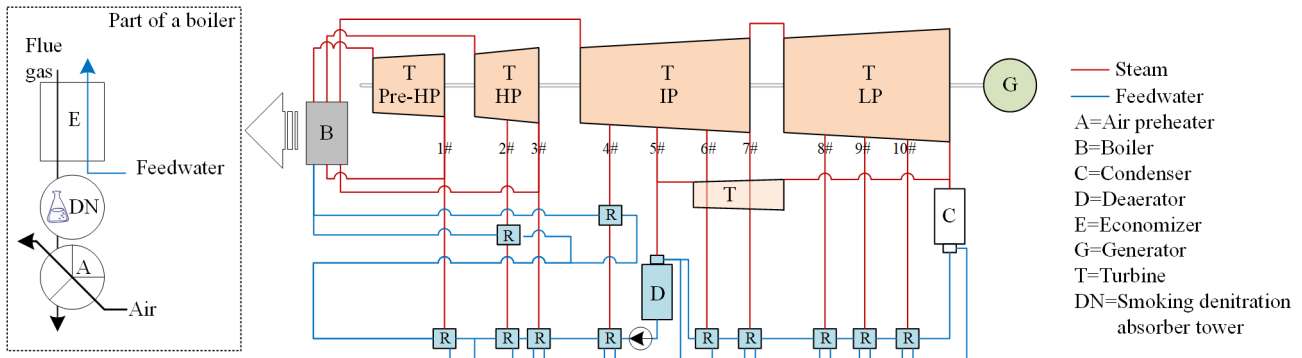 Part of a boiler
Flue
gas
E
Feedwater
DN
A
Air
B
T
Pre-HP
T
HP
T
IP
T
LP
G
1#
2#
3#
4#
5#
6#
7#
8#
9#
10#
T
C
R
R
D
R
R
R
R
R
R
R
R
R
Steam
Feedwater
A=Air preheater
B=Boiler
C=Condenser
D=Deaerator
E=Economizer
G=Generator
T=Turbine
DN=Smoking denitration
absorber tower